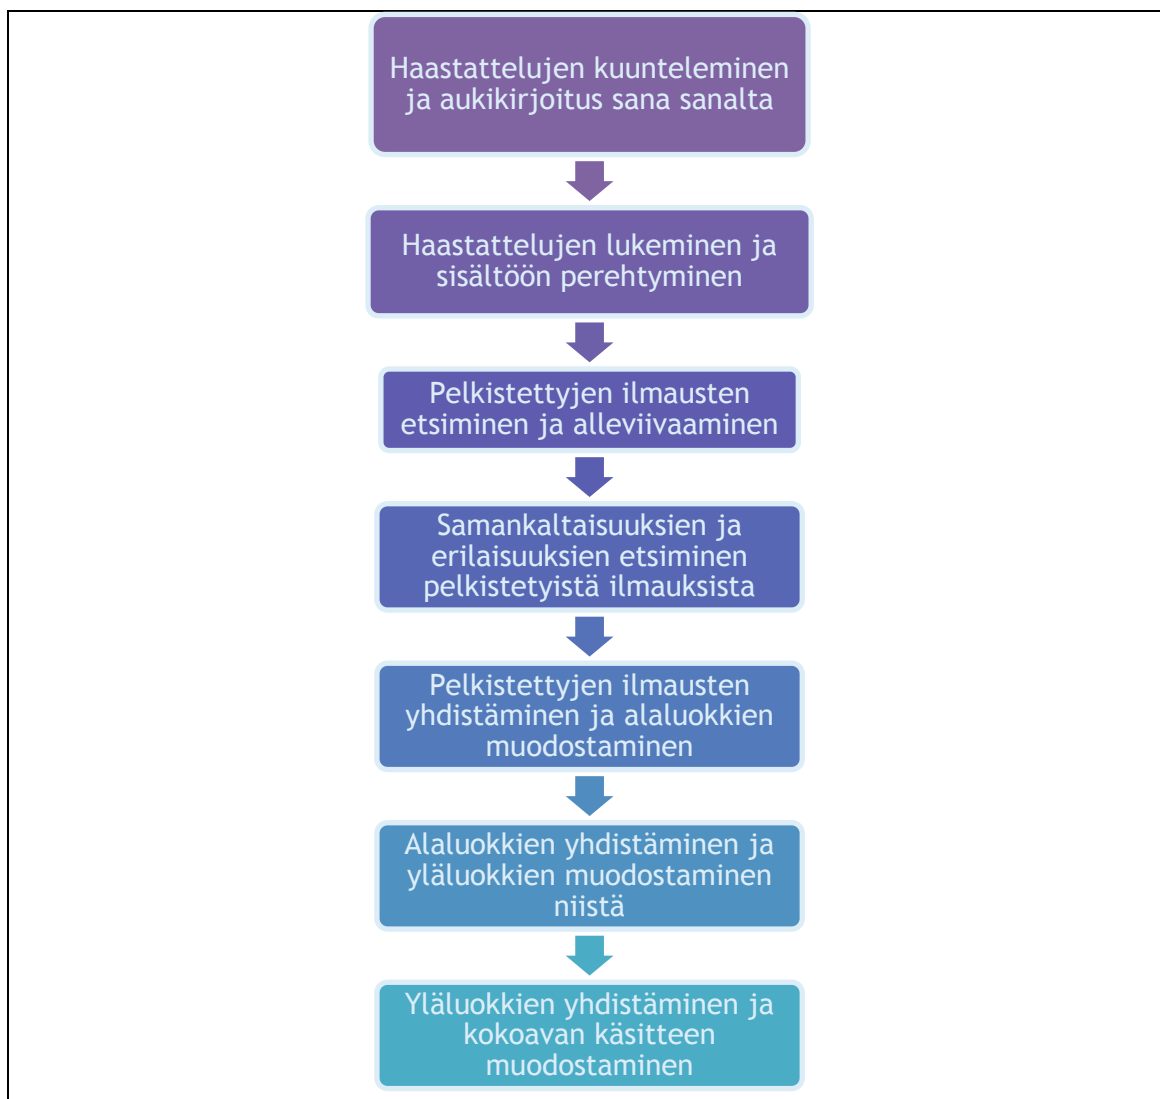 Haastattelujen kuunteleminen
ja aukikirjoitus sana sanalta
Haastattelujen lukeminen ja
sisältöön perehtyminen
Pelkistettyjen ilmausten
etsiminen ja alleviivaaminen
Samankaltaisuuksien ja
erilaisuuksien etsiminen
pelkistetyistä ilmauksista
Pelkistettyjen ilmausten
yhdistäminen ja alaluokkien
muodostaminen
Alaluokkien yhdistäminen ja
yläluokkien muodostaminen
niistä
Yläluokkien yhdistäminen ja
kokoavan käsitteen
muodostaminen